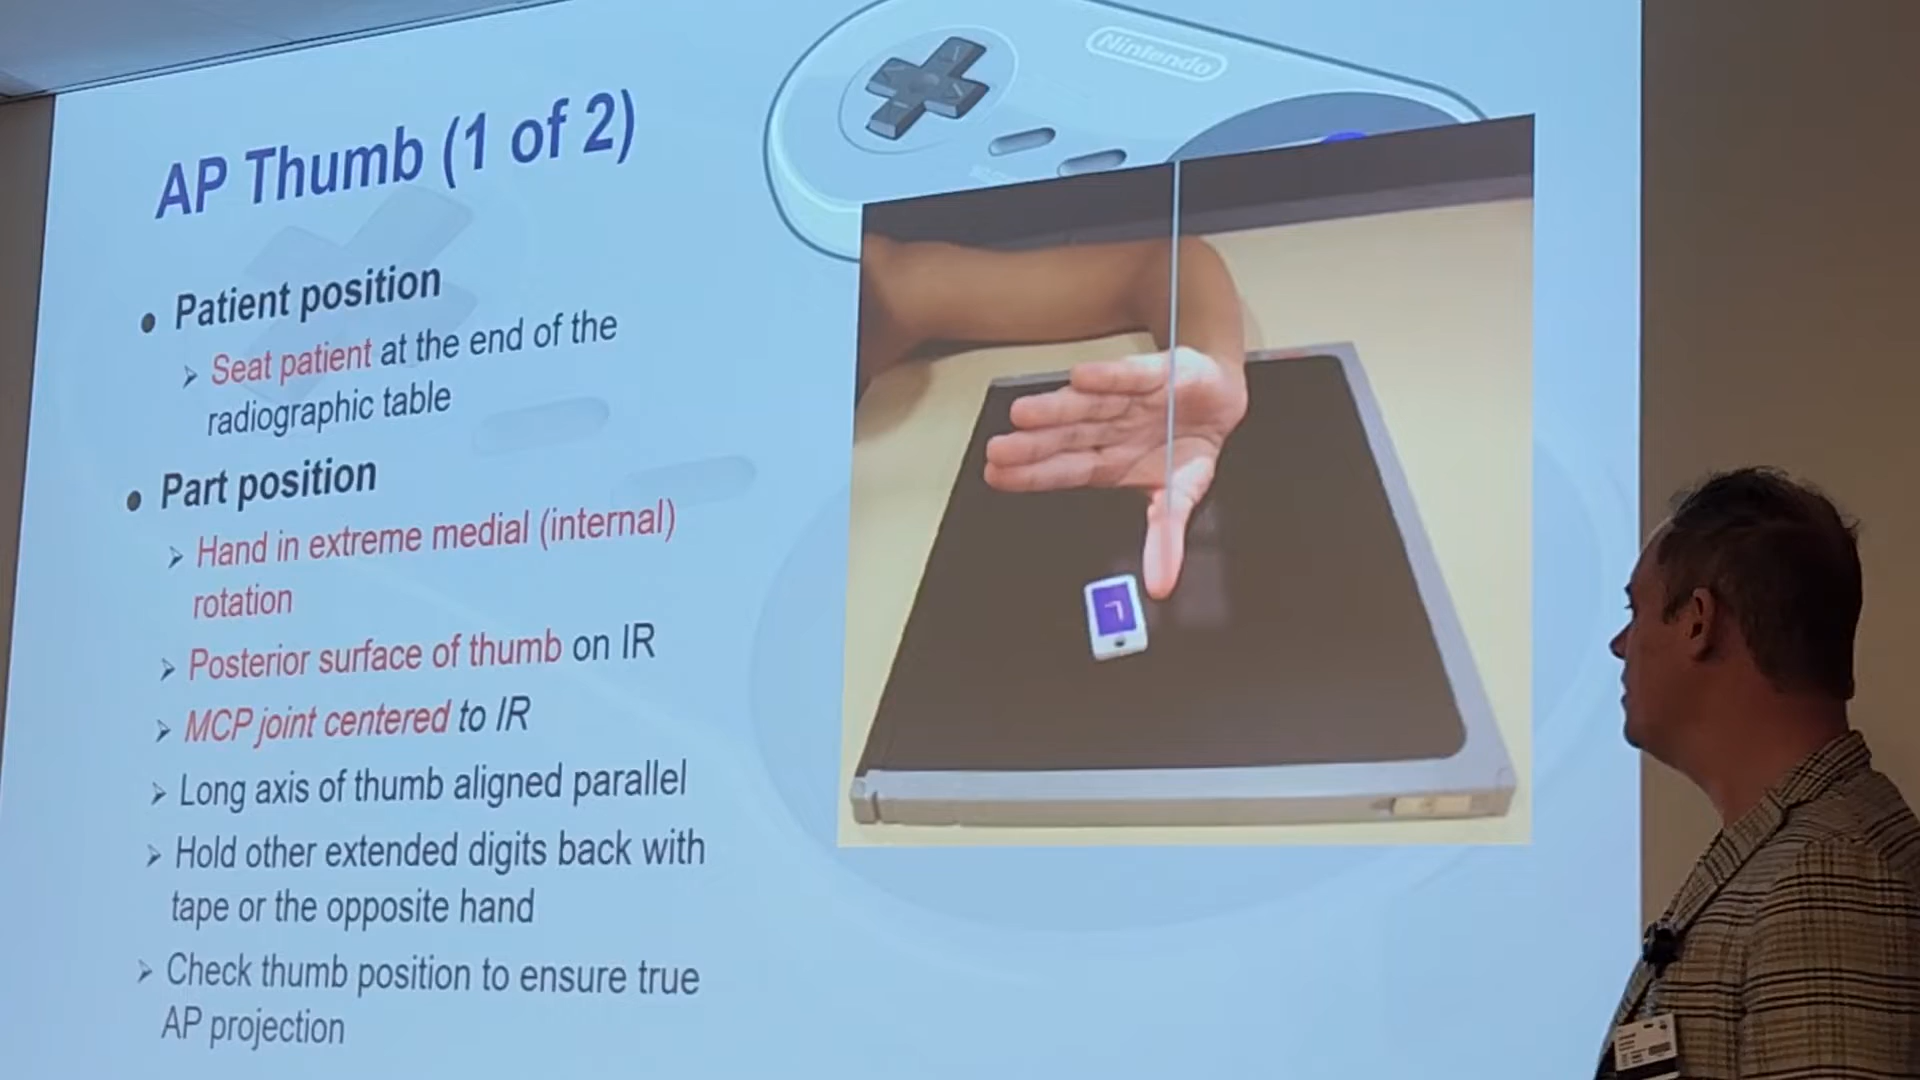 Nintendo
AP Thumb (1 of 2)
Patient position
Seat patient at the end of the
radiographic table
Part position
Hand in extreme medial (internal)
rotation
Posterior surface of thumb on IR
MCP joint centered to IR
Long axis of thumb aligned parallel
Hold other extended digits back with
tape or the opposite hand
Check thumb position to ensure true
AP projection
L